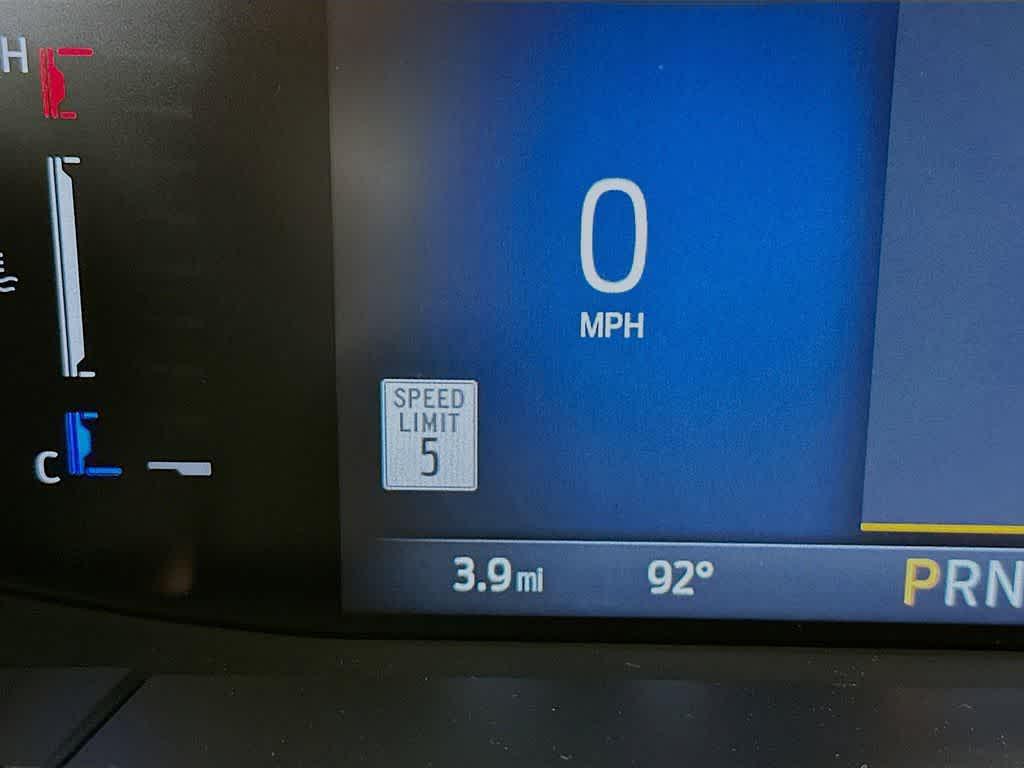 H
0
MPH
SPEED
LIMIT
5
C
3.9 mi
92°
PRN